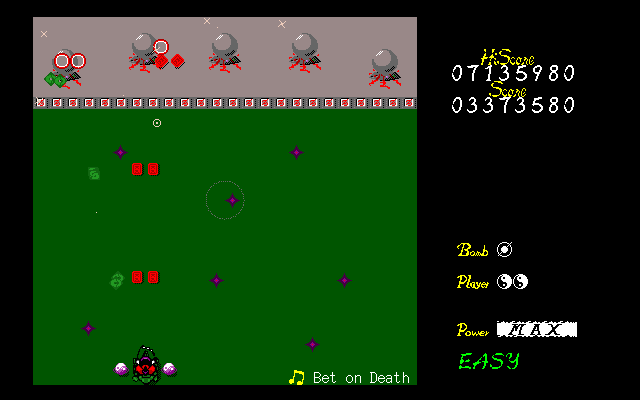 HiScore
07135980
Score
03373580
Bomb
Player
Power MAX
EASY
♫ Bet on Death